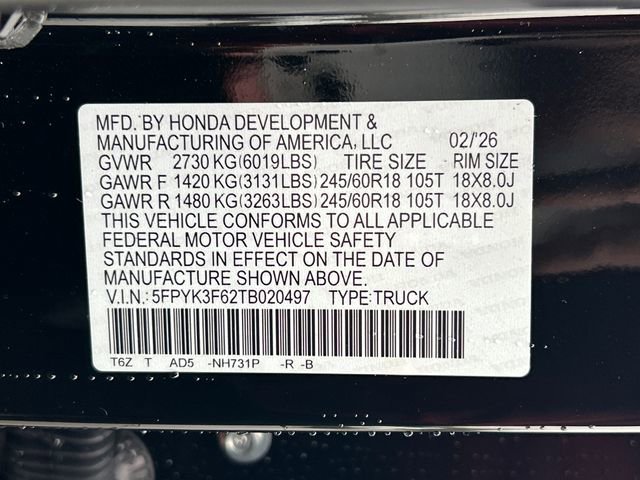 MFD. BY HONDA DEVELOPMENT &
MANUFACTURING OF AMERICA, LLC 02/'26
GVWR 2730 KG(6019LBS) TIRE SIZE RIM SIZE
GAWR F 1420 KG(3131LBS) 245/60R18 105T 18X8.0J
GAWR R 1480 KG(3263LBS) 245/60R18 105T 18X8.0J
THIS VEHICLE CONFORMS TO ALL APPLICABLE
FEDERAL MOTOR VEHICLE SAFETY
STANDARDS IN EFFECT ON THE DATE OF
MANUFACTURE SHOWN ABOVE.
V.I.N.: 5FPYK3F62TB020497 TYPE:TRUCK
T6Z T AD5 -NH731P -R -B